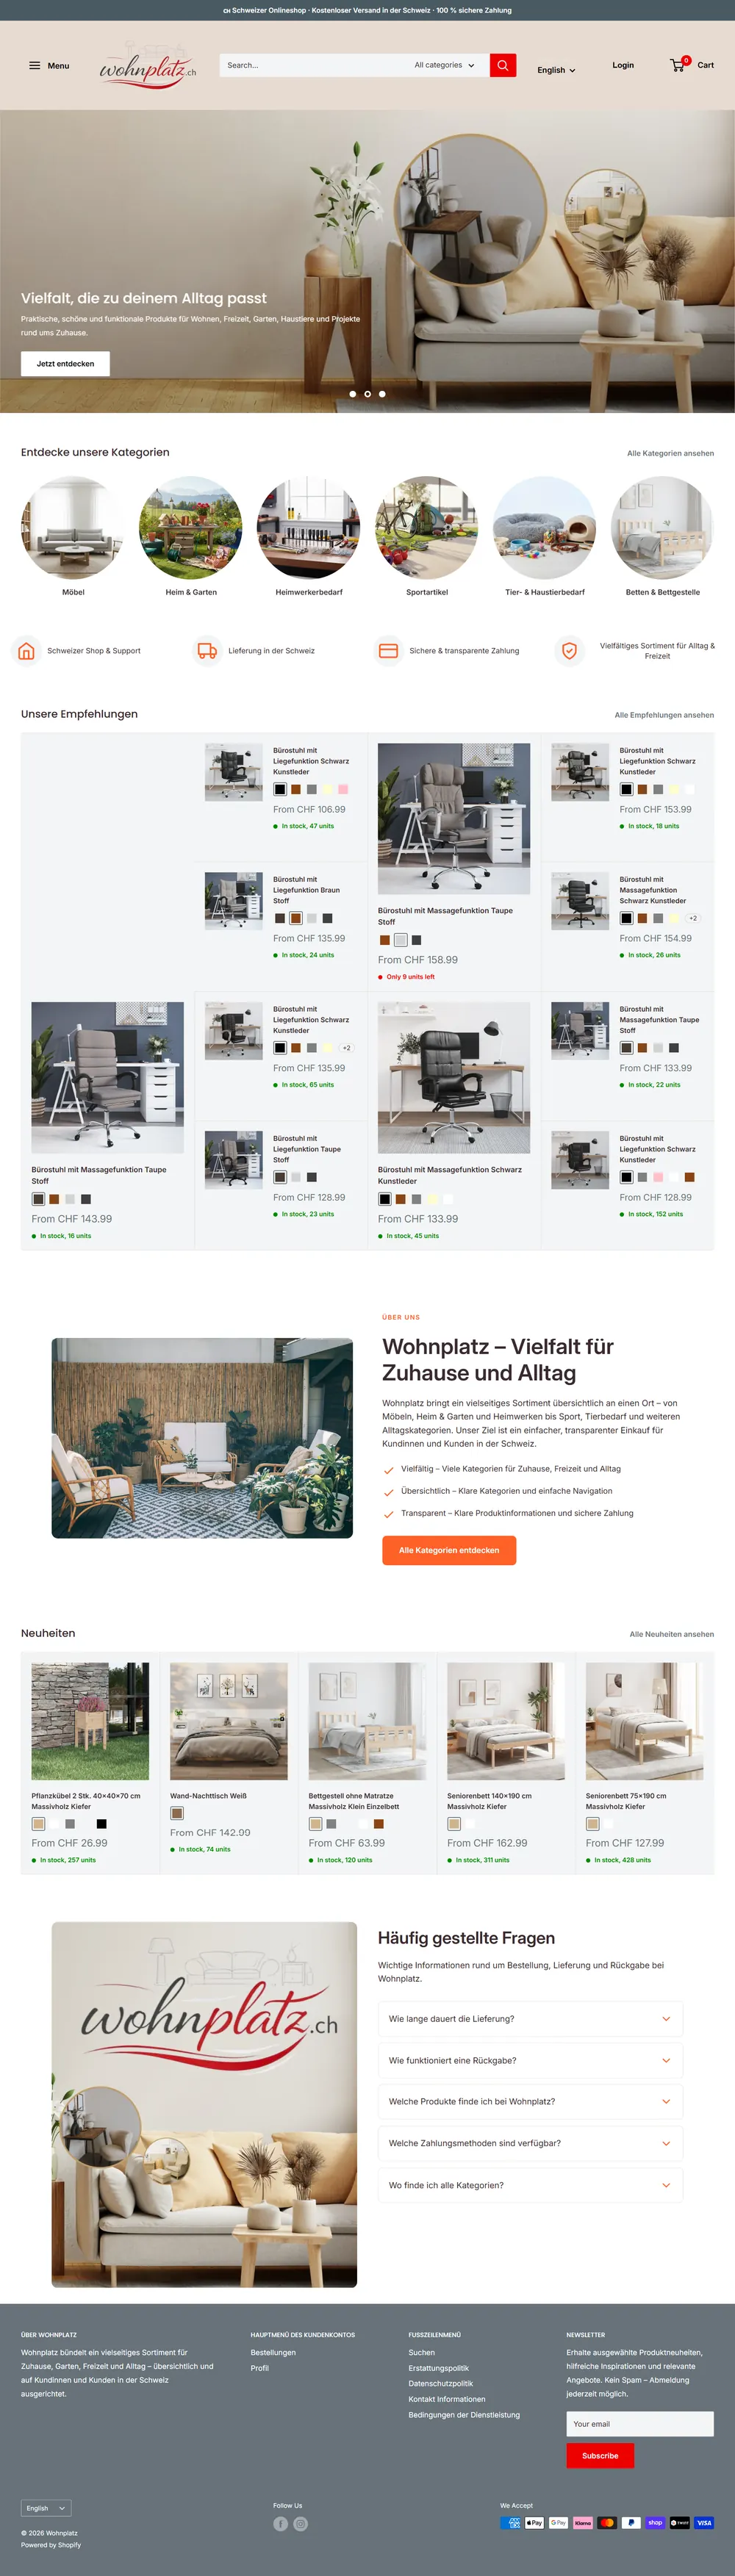 CH Schweizer Onlineshop · Kostenloser Versand in der Schweiz · 100 % sichere Zahlung
Menu
wohnplatz.ch
Search...
All categories
English
Login
0
Cart
Vielfalt, die zu deinem Alltag passt
Praktische, schöne und funktionale Produkte für Wohnen, Freizeit, Garten, Haustiere und Projekte
rund ums Zuhause.
Jetzt entdecken
Entdecke unsere Kategorien
Alle Kategorien ansehen
Möbel
Heim & Garten
Heimwerkerbedarf
Sportartikel
Tier- & Haustierbedarf
Betten & Bettgestelle
Schweizer Shop & Support
Lieferung in der Schweiz
Sichere & transparente Zahlung
Vielfältiges Sortiment für Alltag &
Freizeit
Unsere Empfehlungen
Alle Empfehlungen ansehen
Bürostuhl mit
Liegefunktion Schwarz
Kunstleder
From CHF 106.99
In stock, 47 units
Bürostuhl mit
Liegefunktion Braun
Stoff
From CHF 135.99
In stock, 24 units
Bürostuhl mit Massagefunktion Taupe
Stoff
From CHF 158.99
Only 9 units left
Bürostuhl mit
Liegefunktion Schwarz
Kunstleder
From CHF 153.99
In stock, 18 units
Bürostuhl mit
Massagefunktion
Schwarz Kunstleder
+2
From CHF 154.99
In stock, 26 units
Bürostuhl mit Massagefunktion Taupe
Stoff
From CHF 143.99
In stock, 16 units
Bürostuhl mit
Liegefunktion Schwarz
Kunstleder
+2
From CHF 135.99
In stock, 65 units
Bürostuhl mit
Liegefunktion Taupe
Stoff
From CHF 128.99
In stock, 23 units
Bürostuhl mit Massagefunktion Schwarz
Kunstleder
From CHF 133.99
In stock, 45 units
Bürostuhl mit
Massagefunktion Taupe
Stoff
From CHF 133.99
In stock, 22 units
Bürostuhl mit
Liegefunktion Schwarz
Kunstleder
From CHF 128.99
In stock, 152 units
ÜBER UNS
Wohnplatz – Vielfalt für
Zuhause und Alltag
Wohnplatz bringt ein vielseitiges Sortiment übersichtlich an einen Ort – von
Möbeln, Heim & Garten und Heimwerken bis Sport, Tierbedarf und weiteren
Alltagskategorien. Unser Ziel ist ein einfacher, transparenter Einkauf für
Kundinnen und Kunden in der Schweiz.
Vielfältig – Viele Kategorien für Zuhause, Freizeit und Alltag
Übersichtlich – Klare Kategorien und einfache Navigation
Transparent – Klare Produktinformationen und sichere Zahlung
Alle Kategorien entdecken
Neuheiten
Alle Neuheiten ansehen
Pflanzkübel 2 Stk. 40x40x70 cm
Massivholz Kiefer
From CHF 26.99
In stock, 257 units
Wand-Nachttisch Weiß
From CHF 142.99
In stock, 74 units
Bettgestell ohne Matratze
Massivholz Klein Einzelbett
From CHF 63.99
In stock, 120 units
Seniorenbett 140x190 cm
Massivholz Kiefer
From CHF 162.99
In stock, 311 units
Seniorenbett 75x190 cm
Massivholz Kiefer
From CHF 127.99
In stock, 428 units
wohnplatz.ch
Häufig gestellte Fragen
Wichtige Informationen rund um Bestellung, Lieferung und Rückgabe bei
Wohnplatz.
Wie lange dauert die Lieferung?
Wie funktioniert eine Rückgabe?
Welche Produkte finde ich bei Wohnplatz?
Welche Zahlungsmethoden sind verfügbar?
Wo finde ich alle Kategorien?
ÜBER WOHNPLATZ
Wohnplatz bündelt ein vielseitiges Sortiment für
Zuhause, Garten, Freizeit und Alltag – übersichtlich und
auf Kundinnen und Kunden in der Schweiz
ausgerichtet.
HAUPTMENÜ DES KUNDENKONTOS
Bestellungen
Profil
FUSSZEILENMENÜ
Suchen
Erstattungspolitik
Datenschutzpolitik
Kontakt Informationen
Bedingungen der Dienstleistung
NEWSLETTER
Erhalte ausgewählte Produktneuheiten,
hilfreiche Inspirationen und relevante
Angebote. Kein Spam – Abmeldung
jederzeit möglich.
Your email
Subscribe
English
© 2026 Wohnplatz
Powered by Shopify
Follow Us
We Accept
AMEX
Apple Pay
G Pay
Klarna
shop
TWINT
VISA